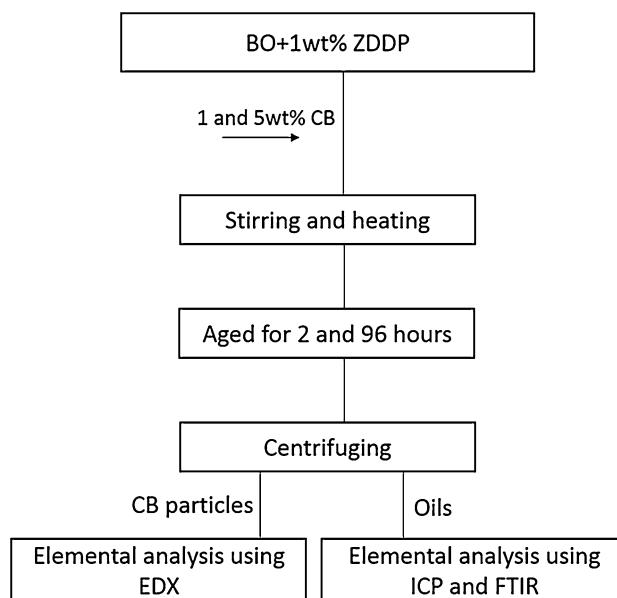 BO+1wt% ZDDP
1 and 5wt% CB
Stirring and heating
Aged for 2 and 96 hours
Centrifuging
CB particles
Oils
Elemental analysis using
EDX
Elemental analysis using
ICP and FTIR